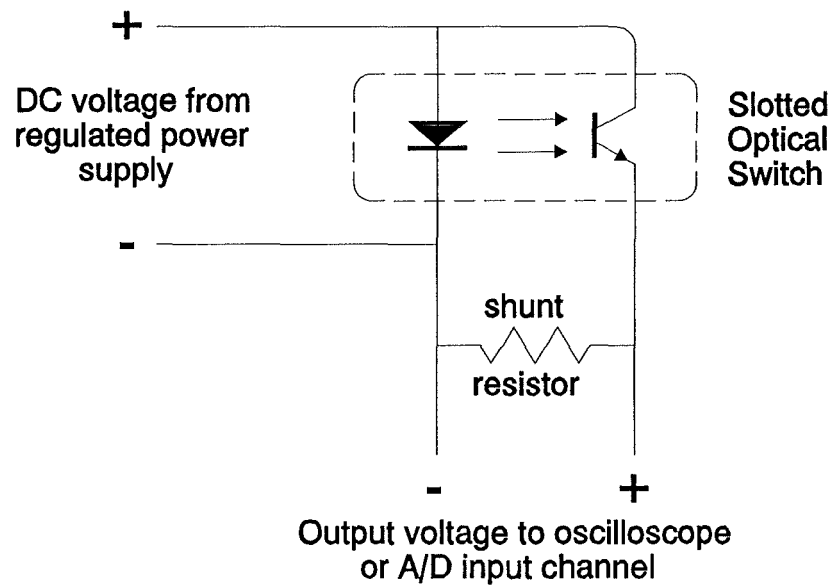 +
DC voltage from
regulated power
supply
-
Slotted
Optical
Switch
shunt
resistor
-
+
Output voltage to oscilloscope
or A/D input channel